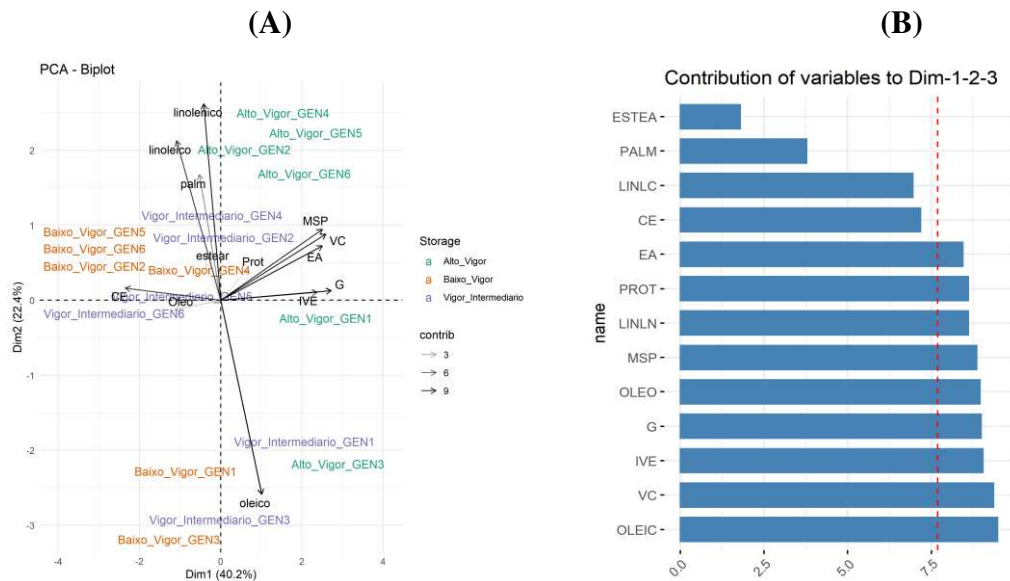 (A)
(B)
PCA - Biplot
linolenico
Alto_Vigor_GEN4
Alto_Vigor_GEN5
linoleico
Alto_Vigor_GEN2
Alto_Vigor_GEN6
palm
Vigor_Intermediario_GEN4
MSP
Baixo_Vigor_GEN5
Vigor_Intermediario_GEN2
VC
Baixo_Vigor_GEN6
estear
EA
Baixo_Vigor_GEN2
Baixo_Vigor_GEN4
Prot
G
CE
Vigor_Intermediario_GEN5
Oleo
IVE
Vigor_Intermediario_GEN6
Alto_Vigor_GEN1
Vigor_Intermediario_GEN1
Baixo_Vigor_GEN1
Alto_Vigor_GEN3
oleico
Vigor_Intermediario_GEN3
Baixo_Vigor_GEN3
2
1
0
-1
-2
-3
Dim2 (22.4%)
-4
-2
0
2
4
Dim1 (40.2%)
Storage
a Alto_Vigor
a Baixo_Vigor
a Vigor_Intermediario
contrib
3
6
9
Contribution of variables to Dim-1-2-3
ESTEA
PALM
LINLC
CE
EA
PROT
LINLN
MSP
OLEO
G
IVE
VC
OLEIC
name
0.0
2.5
5.0
7.5